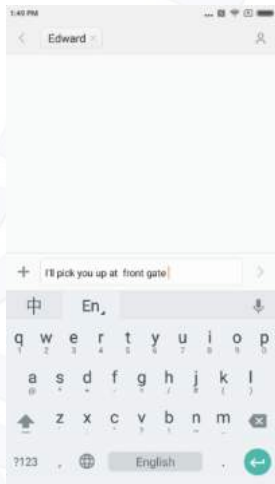 1:49 PM
Edward ×
I'll pick you up at  front gate
中 En
q w e r t y u i o p
1 2 3 4 5 6 7 8 9 0
a s d f g h j k l
z x c v b n m
?123 , English .